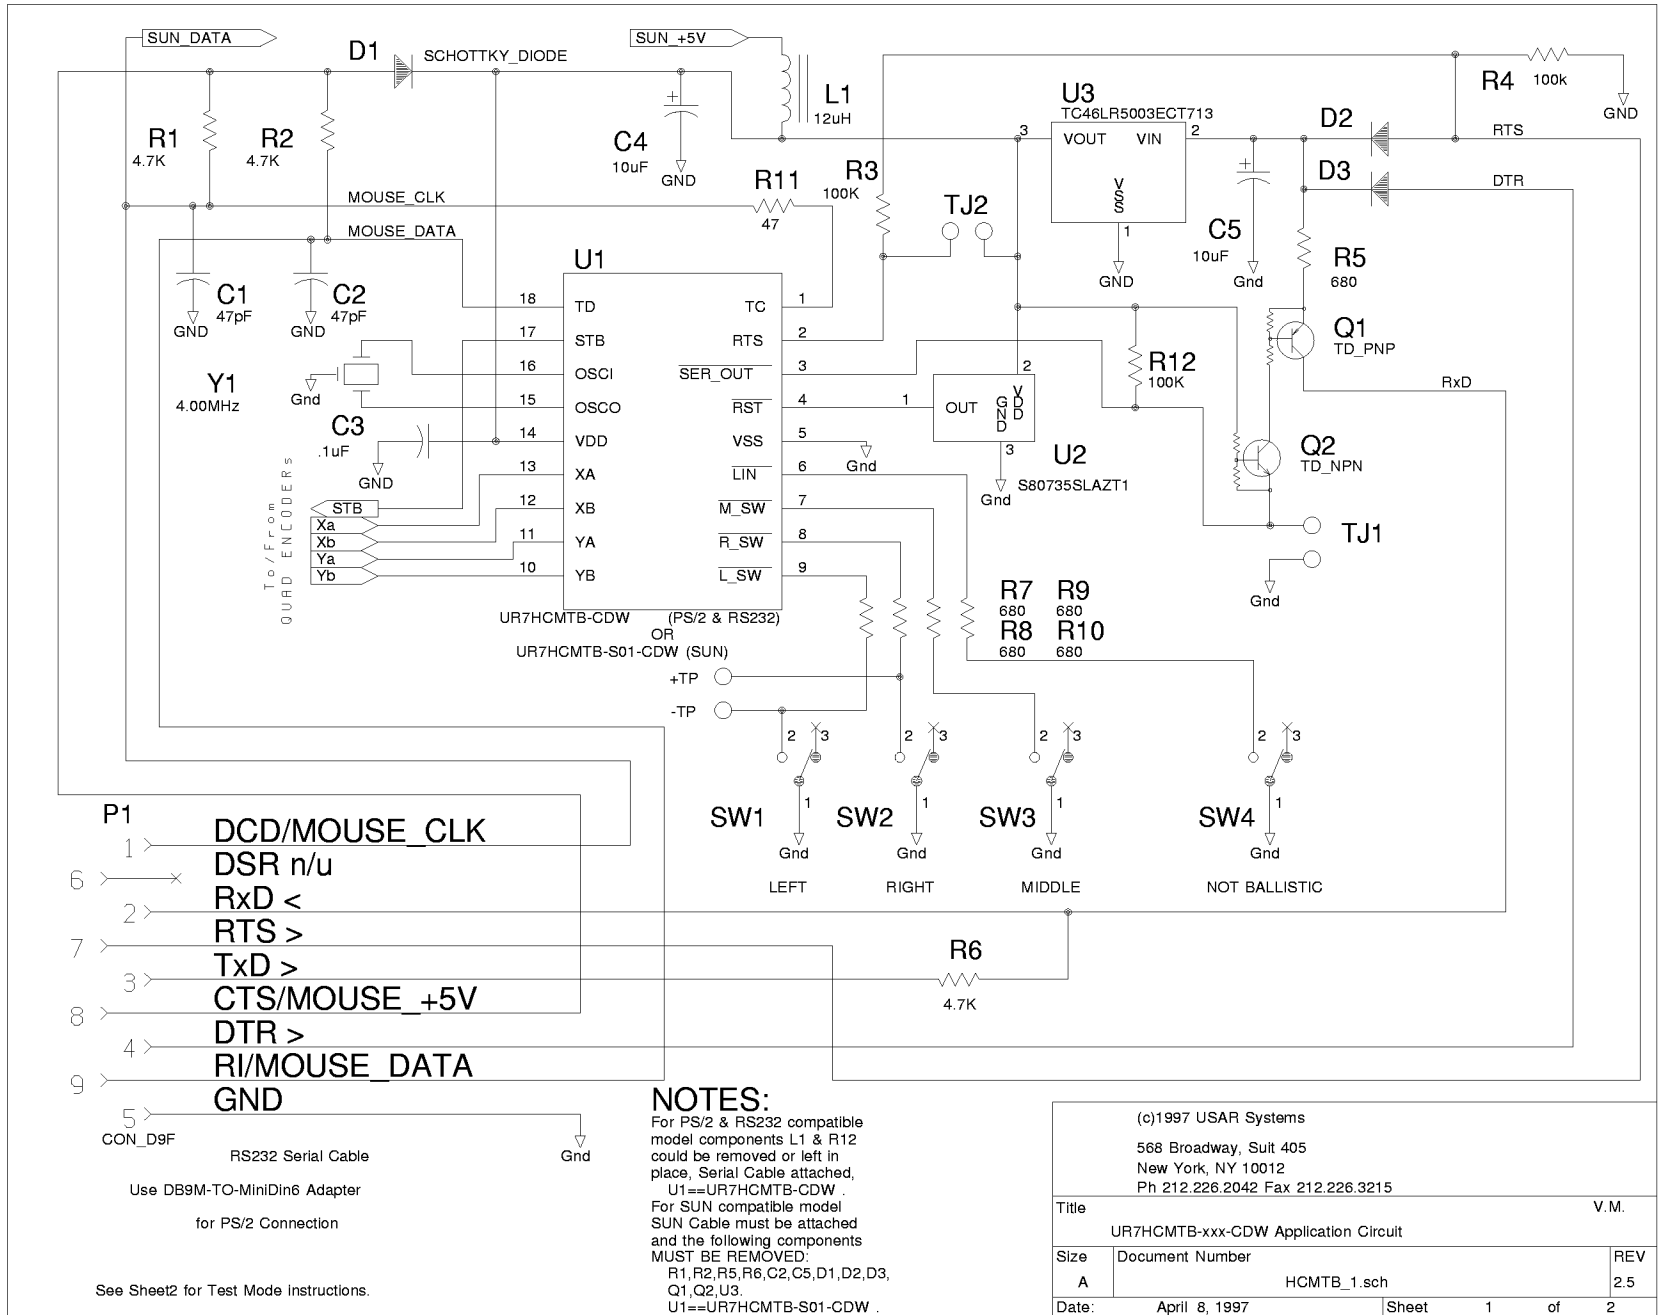 SUN_DATA
D1
SCHOTTKY_DIODE
SUN_+5V
L1
12uH
R1
4.7K
R2
4.7K
C4
10uF
GND
U3
TC46LR5003ECT713
3
VOUT
VIN
2
VSS
1
GND
R4
100k
GND
D2
RTS
D3
DTR
MOUSE_CLK
MOUSE_DATA
R11
47
R3
100K
TJ2
C5
10uF
Gnd
R5
680
C1
47pF
GND
C2
47pF
GND
Y1
4.00MHz
Gnd
C3
.1uF
GND
U1
18 TD
17 STB
16 OSCI
15 OSCO
14 VDD
13 XA
12 XB
11 YA
10 YB
TC 1
RTS 2
SER_OUT 3
RST 4
VSS 5
LIN 6
M_SW 7
R_SW 8
L_SW 9
Gnd
UR7HCMTB-CDW (PS/2 & RS232)
OR
UR7HCMTB-S01-CDW (SUN)
To/From
QUAD ENCODERs
STB
Xa
Xb
Ya
Yb
1
OUT
GND
VDD
2
3
Gnd
U2
S80735SLAZT1
R12
100K
Q1
TD_PNP
RxD
Q2
TD_NPN
TJ1
Gnd
R7 R9
680 680
R8 R10
680 680
+TP
-TP
2 3
1
SW1
Gnd
LEFT
2 3
1
SW2
Gnd
RIGHT
2 3
1
SW3
Gnd
MIDDLE
2 3
1
SW4
Gnd
NOT BALLISTIC
P1
1 DCD/MOUSE_CLK
6 DSR n/u
2 RxD <
7 RTS >
3 TxD >
8 CTS/MOUSE_+5V
4 DTR >
9 RI/MOUSE_DATA
5 GND
CON_D9F
Gnd
R6
4.7K
RS232 Serial Cable
Use DB9M-TO-MiniDin6 Adapter
for PS/2 Connection
See Sheet2 for Test Mode instructions.
NOTES:
For PS/2 & RS232 compatible
model components L1 & R12
could be removed or left in
place, Serial Cable attached,
U1==UR7HCMTB-CDW .
For SUN compatible model
SUN Cable must be attached
and the following components
MUST BE REMOVED:
R1,R2,R5,R6,C2,C5,D1,D2,D3,
Q1,Q2,U3.
U1==UR7HCMTB-S01-CDW .
(c)1997 USAR Systems
568 Broadway, Suit 405
New York, NY 10012
Ph 212.226.2042 Fax 212.226.3215
Title V.M.
UR7HCMTB-xxx-CDW Application Circuit
Size Document Number REV
A HCMTB_1.sch 2.5
Date: April 8, 1997 Sheet 1 of 2